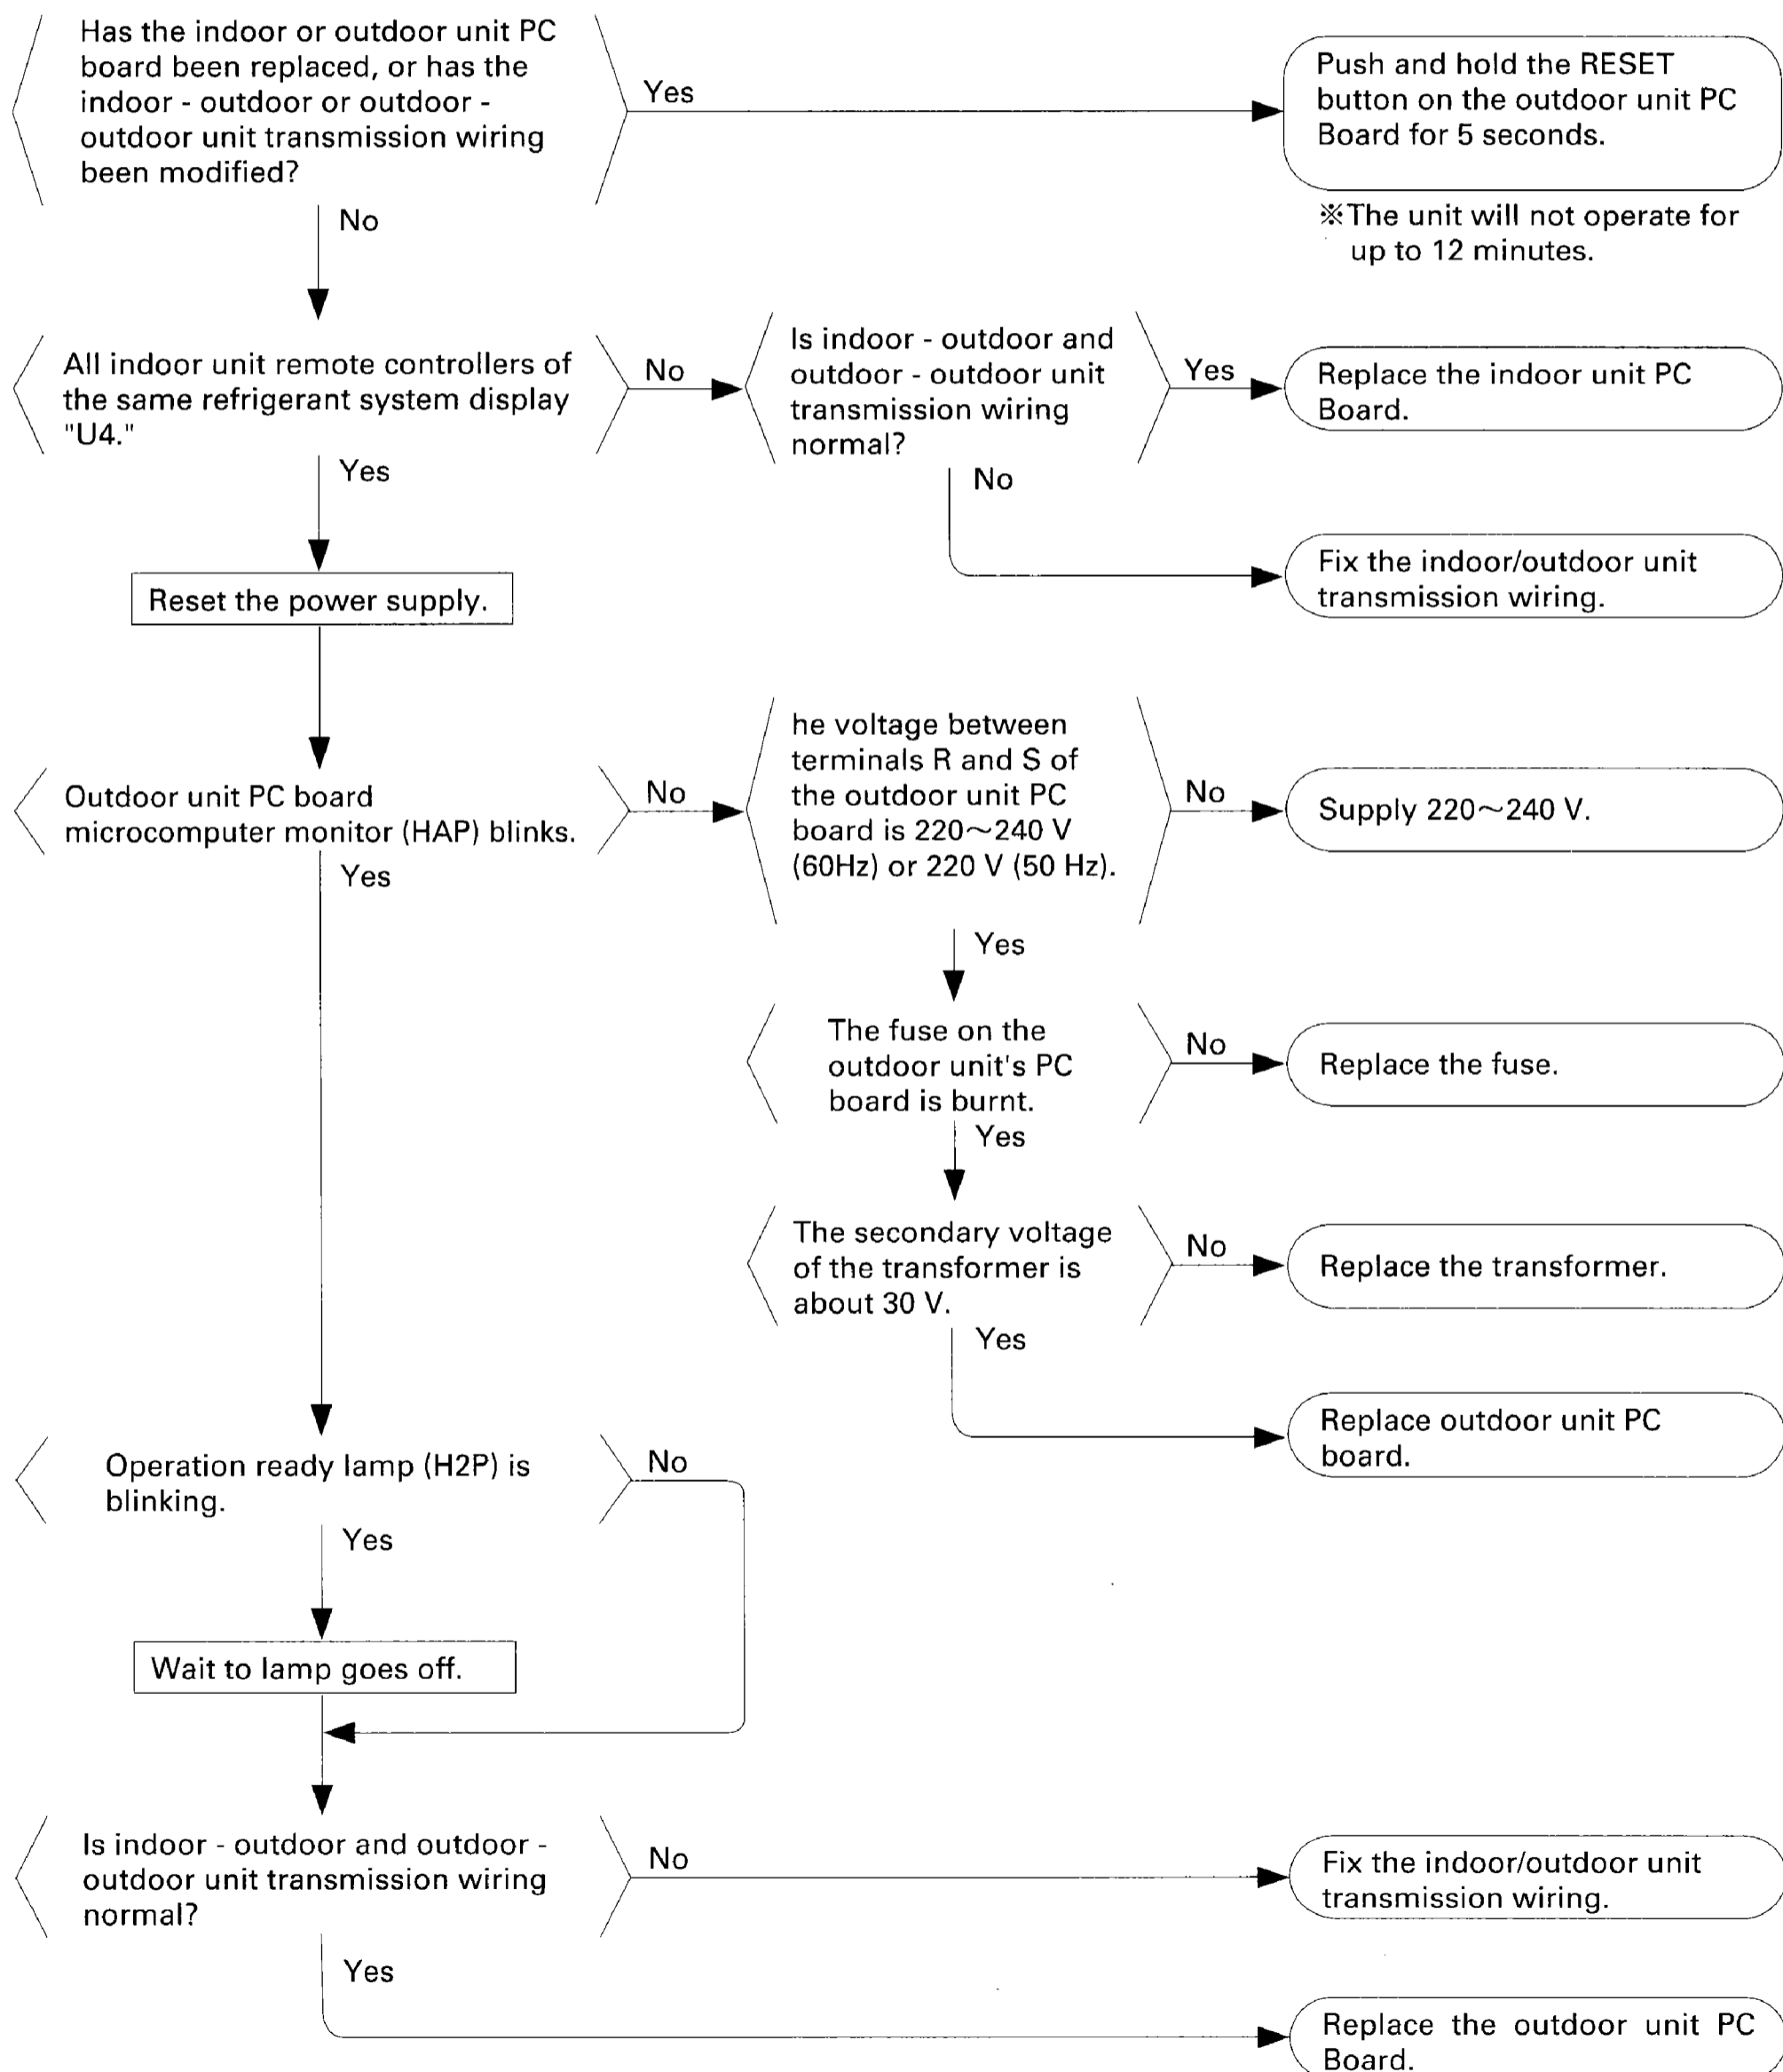 Has the indoor or outdoor unit PC
board been replaced, or has the
indoor - outdoor or outdoor -
outdoor unit transmission wiring
been modified?
Yes
Push and hold the RESET
button on the outdoor unit PC
Board for 5 seconds.
※The unit will not operate for
up to 12 minutes.
No
All indoor unit remote controllers of
the same refrigerant system display
"U4."
No
Is indoor - outdoor and
outdoor - outdoor unit
transmission wiring
normal?
Yes
Replace the indoor unit PC
Board.
No
Fix the indoor/outdoor unit
transmission wiring.
Yes
Reset the power supply.
Outdoor unit PC board
microcomputer monitor (HAP) blinks.
No
he voltage between
terminals R and S of
the outdoor unit PC
board is 220～240 V
(60Hz) or 220 V (50 Hz).
No
Supply 220～240 V.
Yes
The fuse on the
outdoor unit's PC
board is burnt.
No
Replace the fuse.
Yes
The secondary voltage
of the transformer is
about 30 V.
No
Replace the transformer.
Yes
Replace outdoor unit PC
board.
Yes
Operation ready lamp (H2P) is
blinking.
No
Yes
Wait to lamp goes off.
Is indoor - outdoor and outdoor -
outdoor unit transmission wiring
normal?
No
Fix the indoor/outdoor unit
transmission wiring.
Yes
Replace the outdoor unit PC
Board.